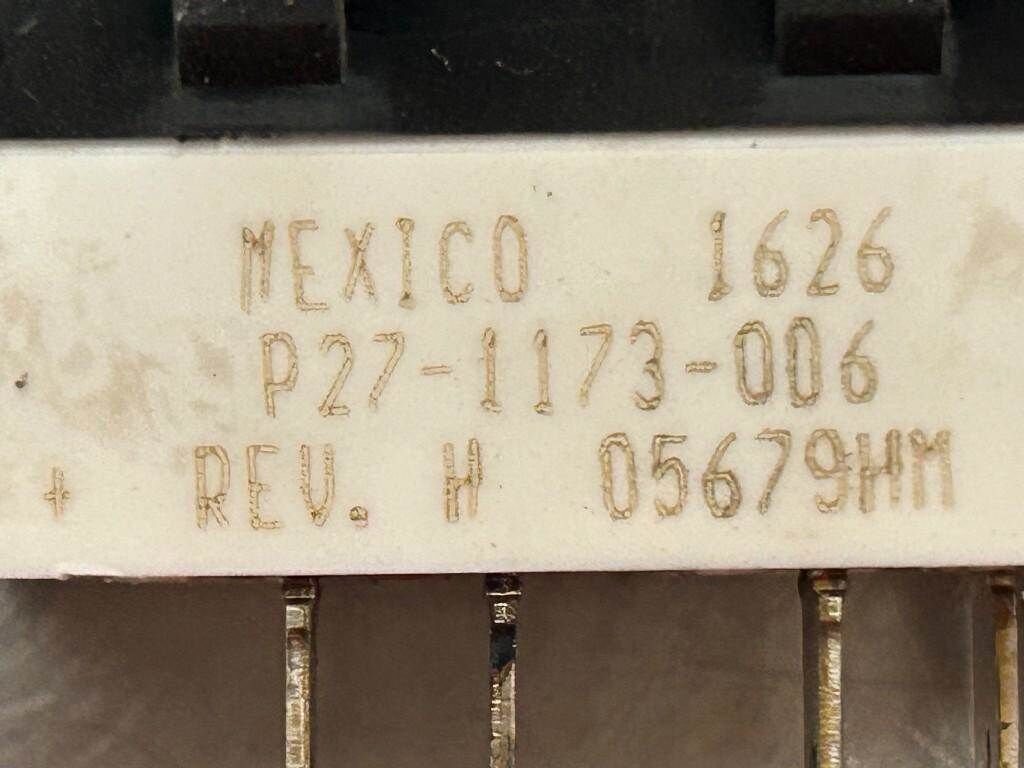 MEXICO 1626
P27-1173-006
+ REV. H 05679HM